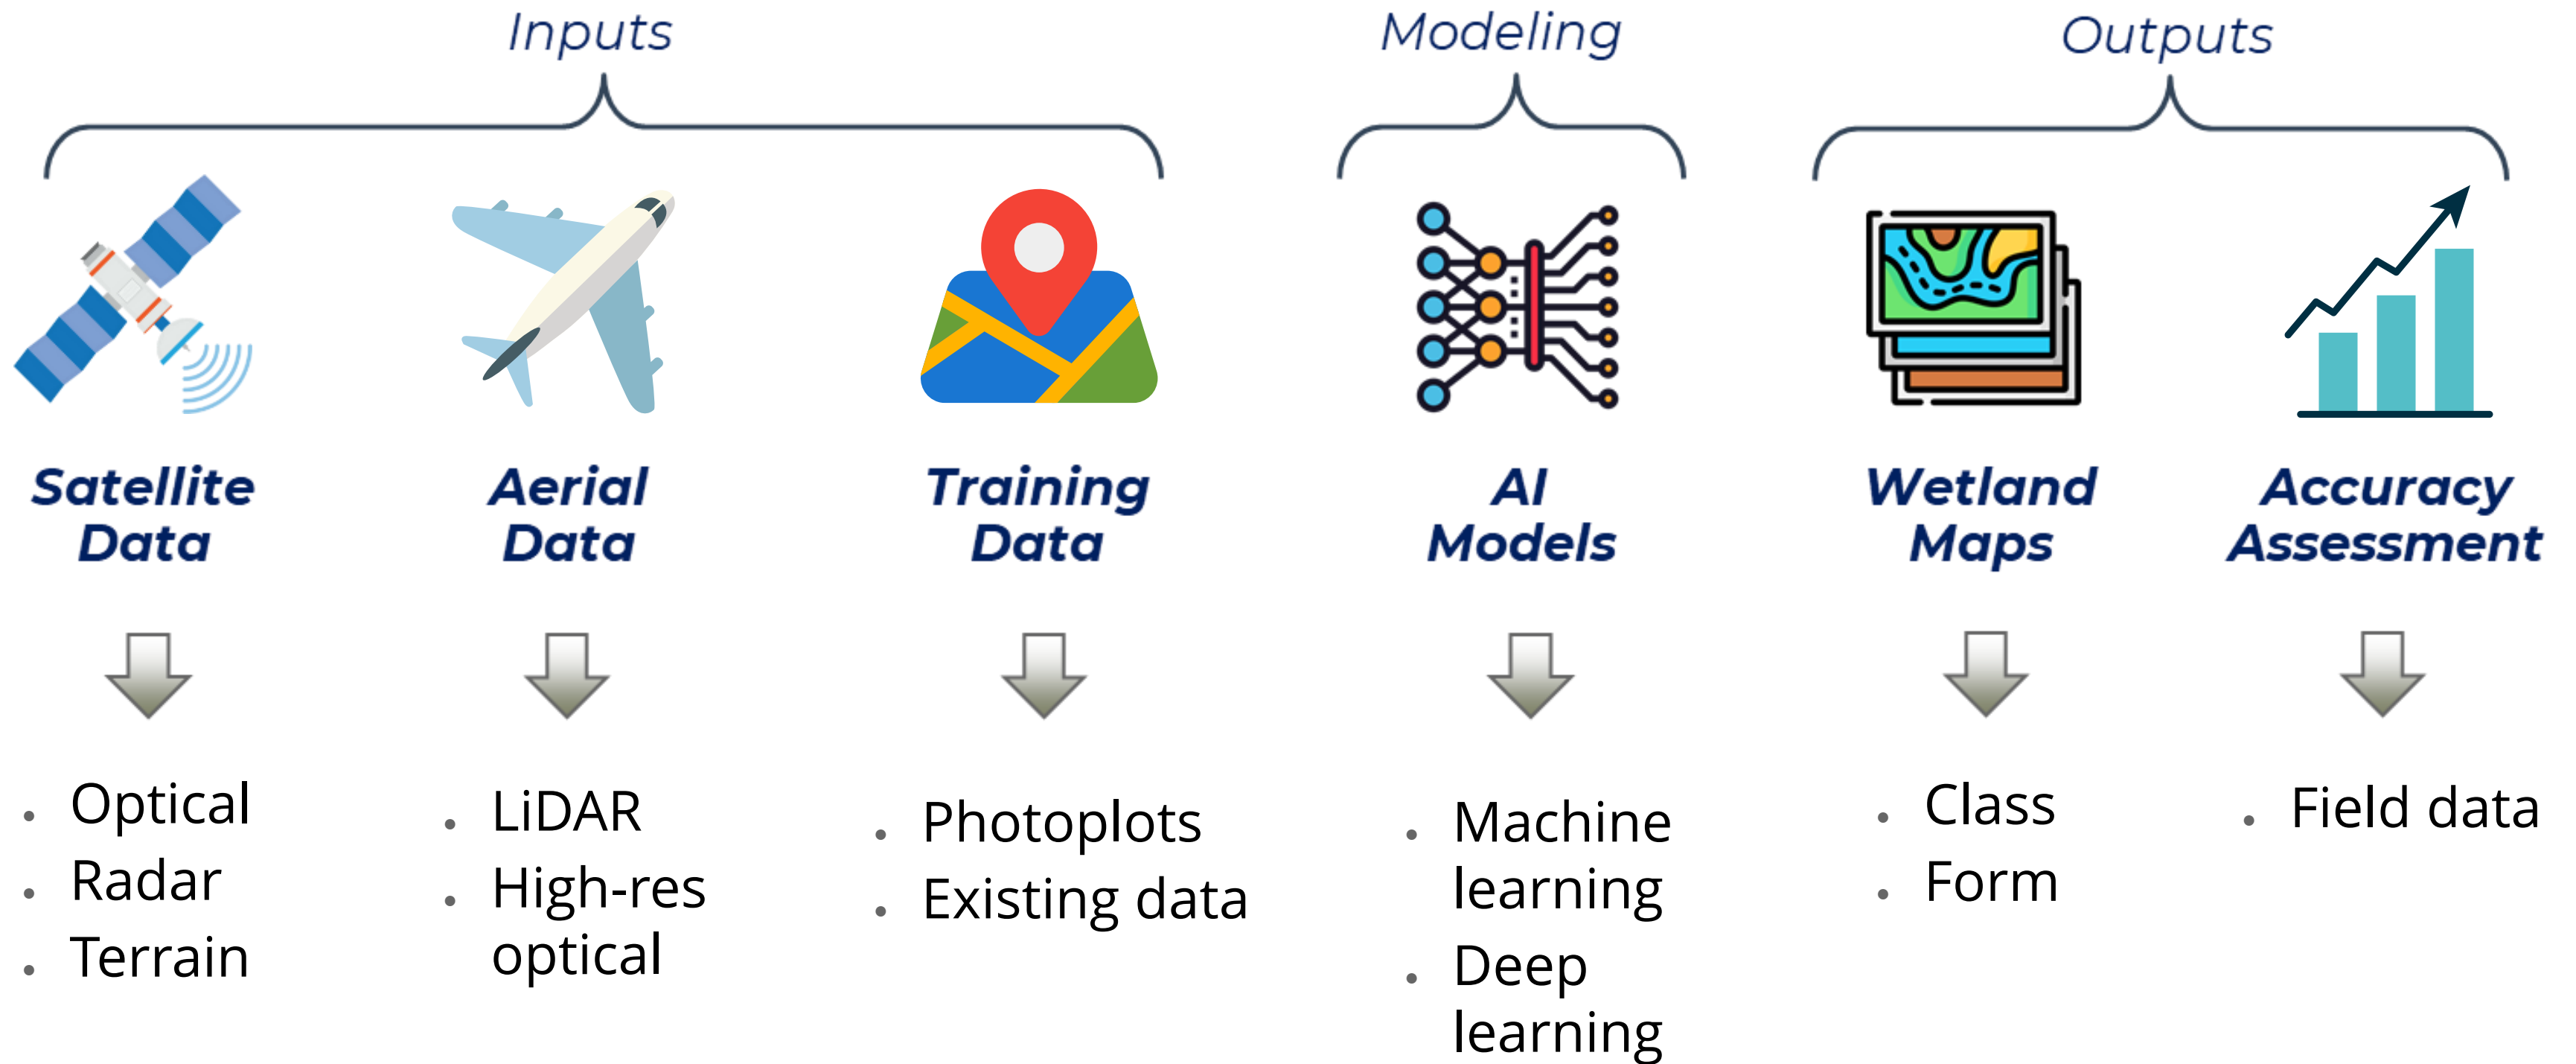 Inputs
Modeling
Outputs
Satellite
Data
Aerial
Data
Training
Data
AI
Models
Wetland
Maps
Accuracy
Assessment
. Optical
. Radar
. Terrain
. LiDAR
. High-res
optical
. Photoplots
. Existing data
. Machine
learning
. Deep
learning
. Class
. Form
. Field data